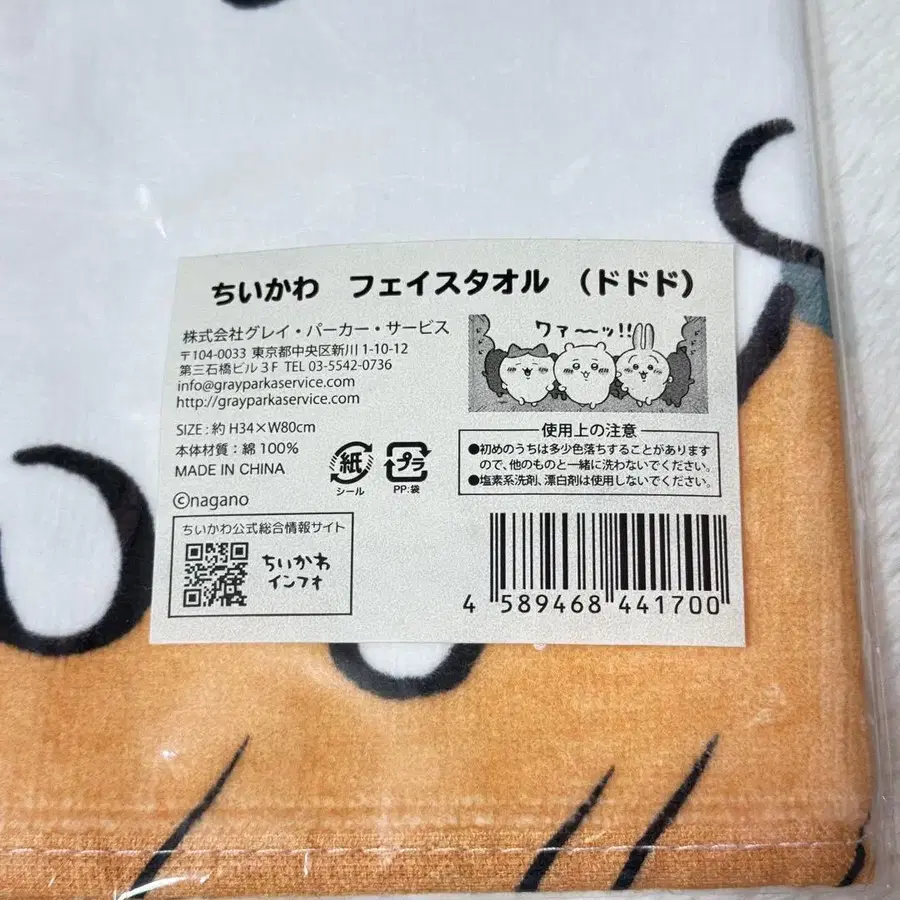 ちいかわ フェイスタオル (ドドド)
株式会社グレイ・パーカー・サービス
〒104-0033 東京都中央区新川1-10-12
第三石橋ビル3F TEL 03-5542-0736
info@grayparkaservice.com
http://grayparkaservice.com
SIZE:約 H34×W80cm
本体材質:綿100%
MADE IN CHINA
©nagano
紙
シール
プラ
PP:袋
ワァ〜ッ!!
使用上の注意
●初めのうちは多少色落ちすることがあります
ので、他のものと一緒に洗わないでください。
●塩素系洗剤、漂白剤は使用しないでください。
ちいかわ公式総合情報サイト
ちいかわ
インフォ
4 589468 441700